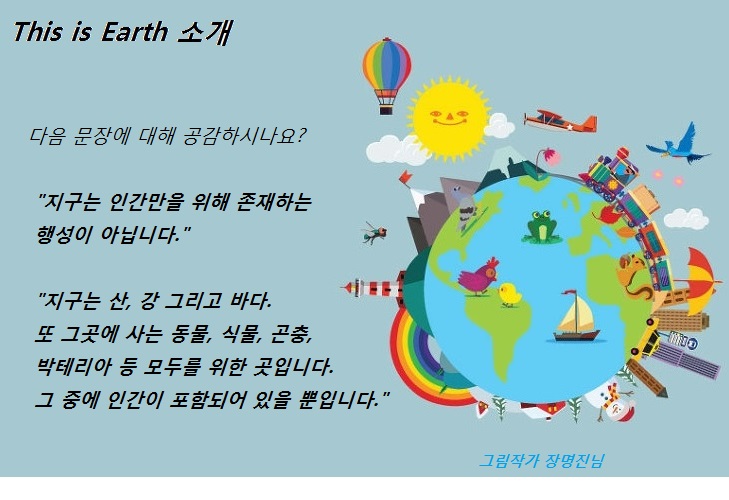 This is Earth 소개
다음 문장에 대해 공감하시나요?
"지구는 인간만을 위해 존재하는
행성이 아닙니다."
"지구는 산, 강 그리고 바다.
또 그곳에 사는 동물, 식물, 곤충,
박테리아 등 모두를 위한 곳입니다.
그 중에 인간이 포함되어 있을 뿐입니다."
그림작가 장명진님